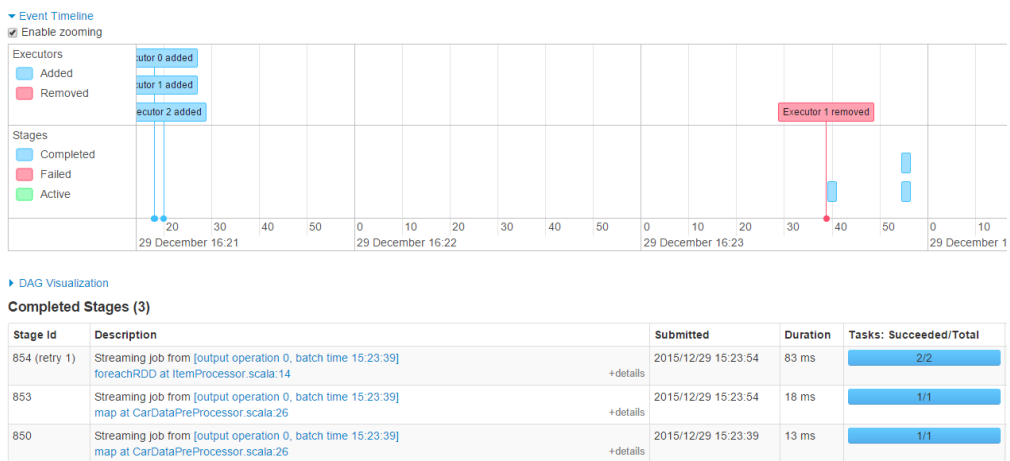 Event Timeline
Enable zooming
Executors
Added
Removed
utor 0 added
utor 1 added
ecutor 2 added
Executor 1 removed
Stages
Completed
Failed
Active
20 30 40 50 0 10 20 30 40 50 0 10 20 30 40 50 0 10
29 December 16:21 29 December 16:22 29 December 16:23 29 December 1
DAG Visualization
Completed Stages (3)
Stage Id Description Submitted Duration Tasks: Succeeded/Total
854 (retry 1) Streaming job from [output operation 0, batch time 15:23:39] 2015/12/29 15:23:54 83 ms 2/2
foreachRDD at ItemProcessor.scala:14 +details
853 Streaming job from [output operation 0, batch time 15:23:39] 2015/12/29 15:23:54 18 ms 1/1
map at CarDataPreProcessor.scala:26 +details
850 Streaming job from [output operation 0, batch time 15:23:39] 2015/12/29 15:23:39 13 ms 1/1
map at CarDataPreProcessor.scala:26 +details